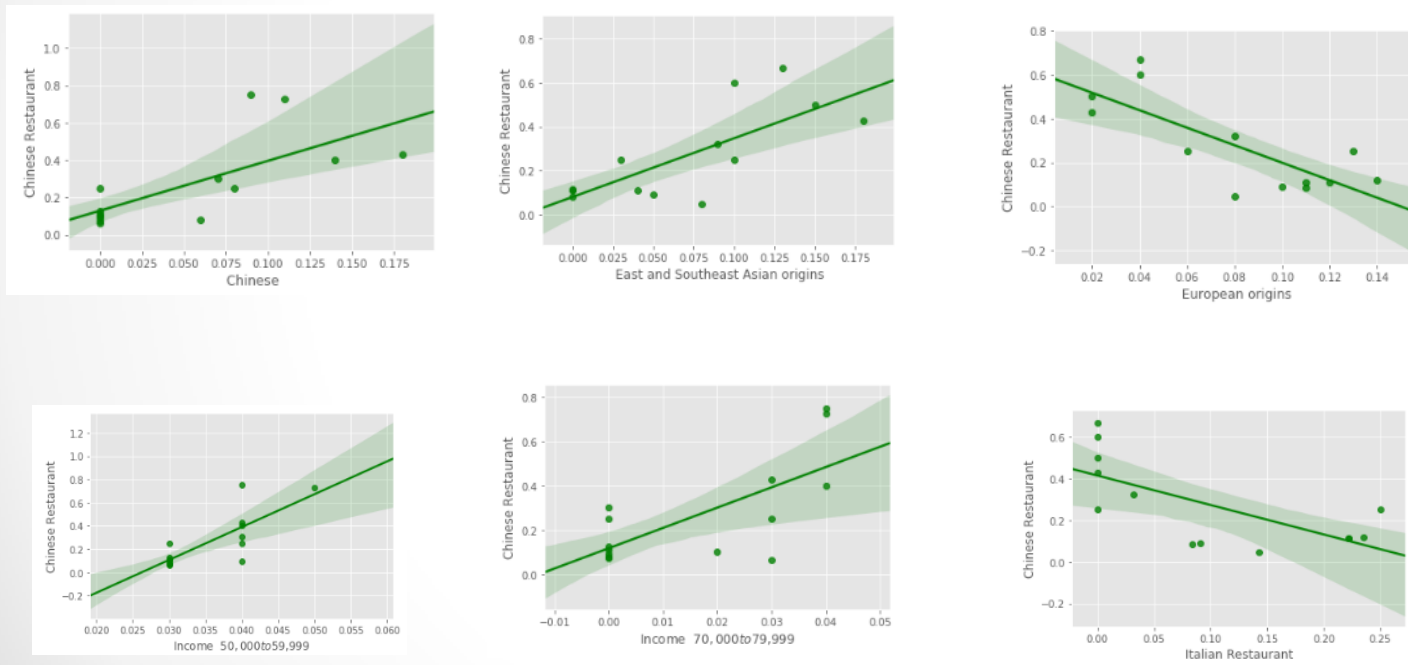 Chinese Restaurant
1.0
0.8
0.6
0.4
0.2
0.0
0.000 0.025 0.050 0.075 0.100 0.125 0.150 0.175
Chinese
Chinese Restaurant
0.8
0.6
0.4
0.2
0.0
0.000 0.025 0.050 0.075 0.100 0.125 0.150 0.175
East and Southeast Asian origins
Chinese Restaurant
0.8
0.6
0.4
0.2
0.0
−0.2
0.02 0.04 0.06 0.08 0.10 0.12 0.14
European origins
Chinese Restaurant
1.2
1.0
0.8
0.6
0.4
0.2
0.0
−0.2
0.020 0.025 0.030 0.035 0.040 0.045 0.050 0.055 0.060
Income 50,000to59,999
Chinese Restaurant
0.8
0.6
0.4
0.2
0.0
−0.01 0.00 0.01 0.02 0.03 0.04 0.05
Income 70,000to79,999
Chinese Restaurant
0.6
0.4
0.2
0.0
−0.2
0.00 0.05 0.10 0.15 0.20 0.25
Italian Restaurant